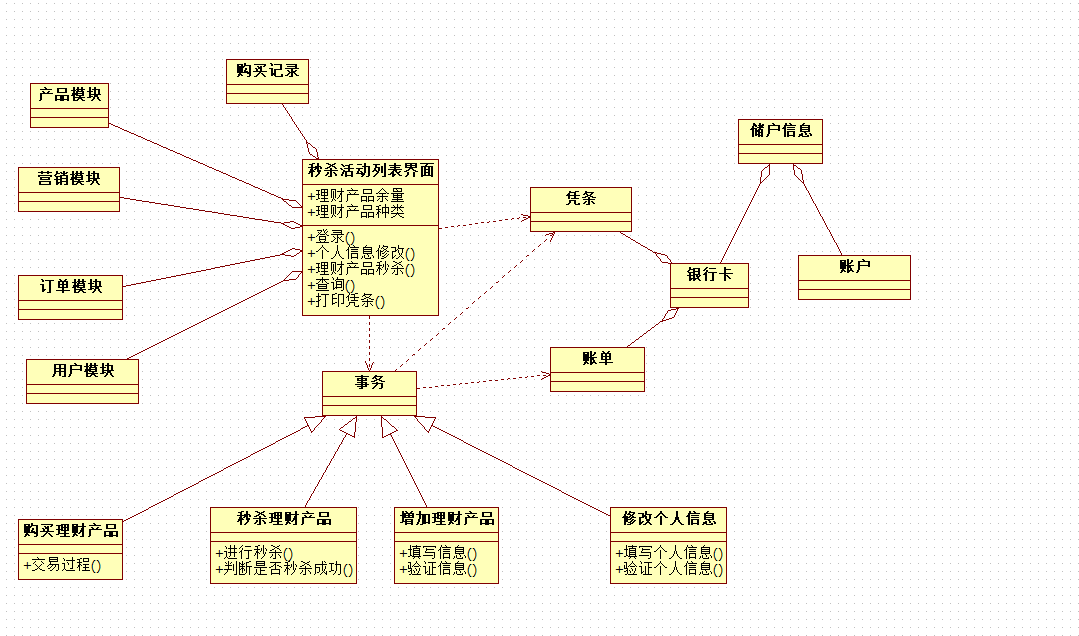 购买记录
产品模块
储户信息
秒杀活动列表界面
+理财产品余量
+理财产品种类
+登录()
+个人信息修改()
+理财产品秒杀()
+查询()
+打印凭条()
营销模块
凭条
订单模块
银行卡
账户
用户模块
账单
事务
购买理财产品
+交易过程()
秒杀理财产品
+进行秒杀()
+判断是否秒杀成功()
增加理财产品
+填写信息()
+验证信息()
修改个人信息
+填写个人信息()
+验证个人信息()